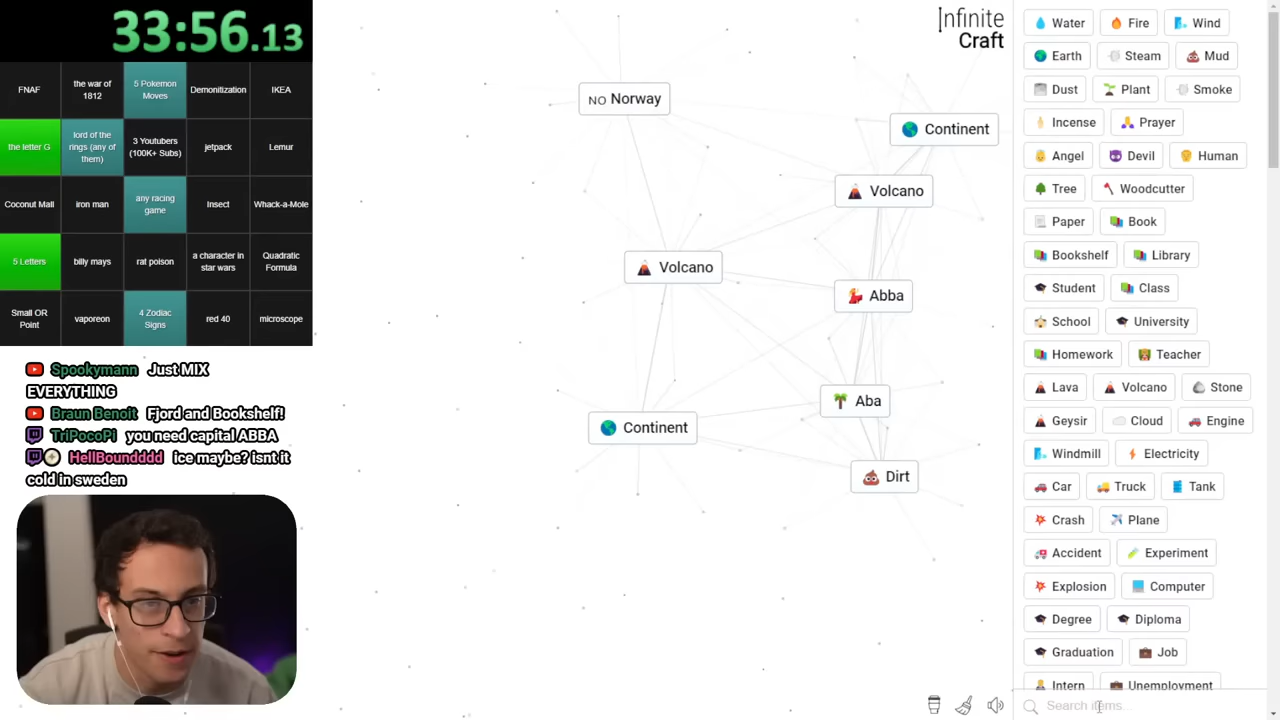 33:56.13
FNAF
the war of
1812
5 Pokemon
Moves
Demonitization
IKEA
the letter G
lord of the
rings (any of
them)
3 Youtubers
(100K+ Subs)
jetpack
Lemur
Coconut Mall
iron man
any racing
game
Insect
Whack-a-Mole
5 Letters
billy mays
rat poison
a character in
star wars
Quadratic
Formula
Small OR
Point
vaporeon
4 Zodiac
Signs
red 40
microscope
Spookymann Just MIX
EVERYTHING
Braun Benoit Fjord and Bookshelf!
TriPocoPi you need capital ABBA
HellBoundddd ice maybe? isnt it
cold in sweden
Infinite
Craft
NO Norway
Continent
Volcano
Volcano
Abba
Aba
Continent
Dirt
Water Fire Wind
Earth Steam Mud
Dust Plant Smoke
Incense Prayer
Angel Devil Human
Tree Woodcutter
Paper Book
Bookshelf Library
Student Class
School University
Homework Teacher
Lava Volcano Stone
Geysir Cloud Engine
Windmill Electricity
Car Truck Tank
Crash Plane
Accident Experiment
Explosion Computer
Degree Diploma
Graduation Job
Intern Unemployment
Search items...